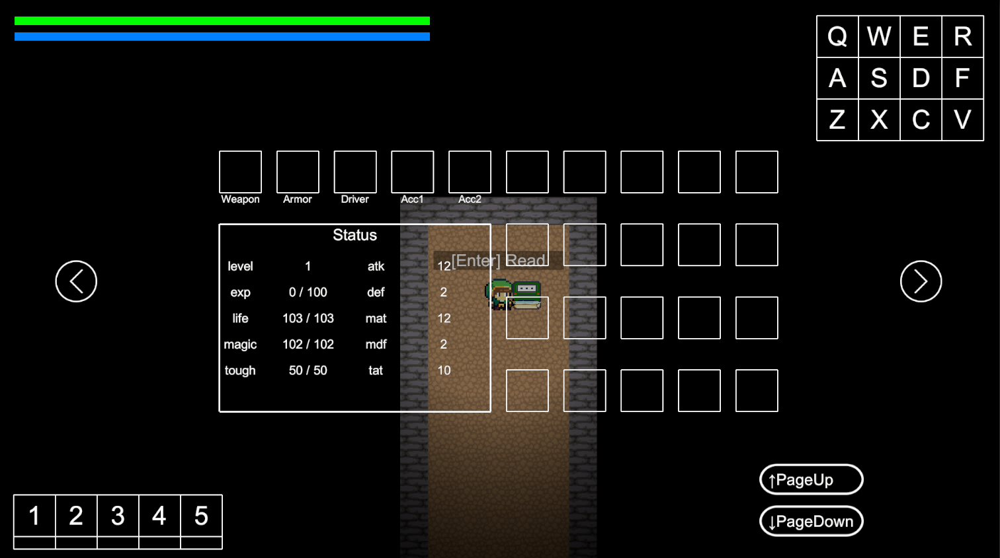 Q W E R
A S D F
Z X C V
Weapon Armor Driver Acc1 Acc2
Status
[Enter] Read
level 1 atk 12
exp 0 / 100 def 2
life 103 / 103 mat 12
magic 102 / 102 mdf 2
tough 50 / 50 tat 10
↑PageUp
↓PageDown
1 2 3 4 5